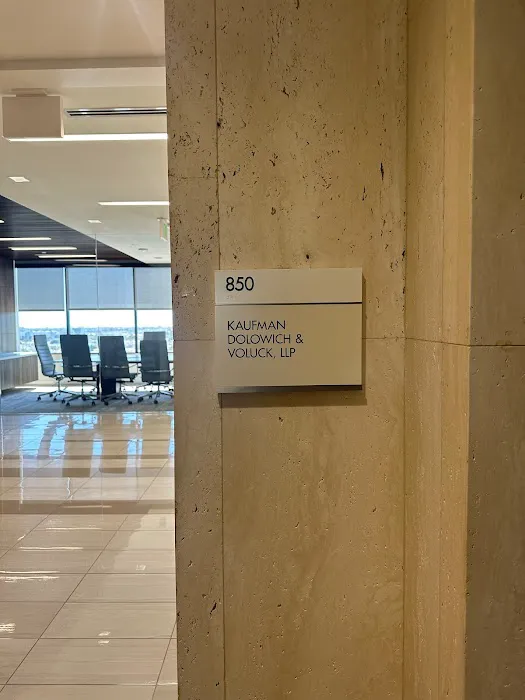 850
KAUFMAN
DOLOWICH &
VOLUCK, LLP